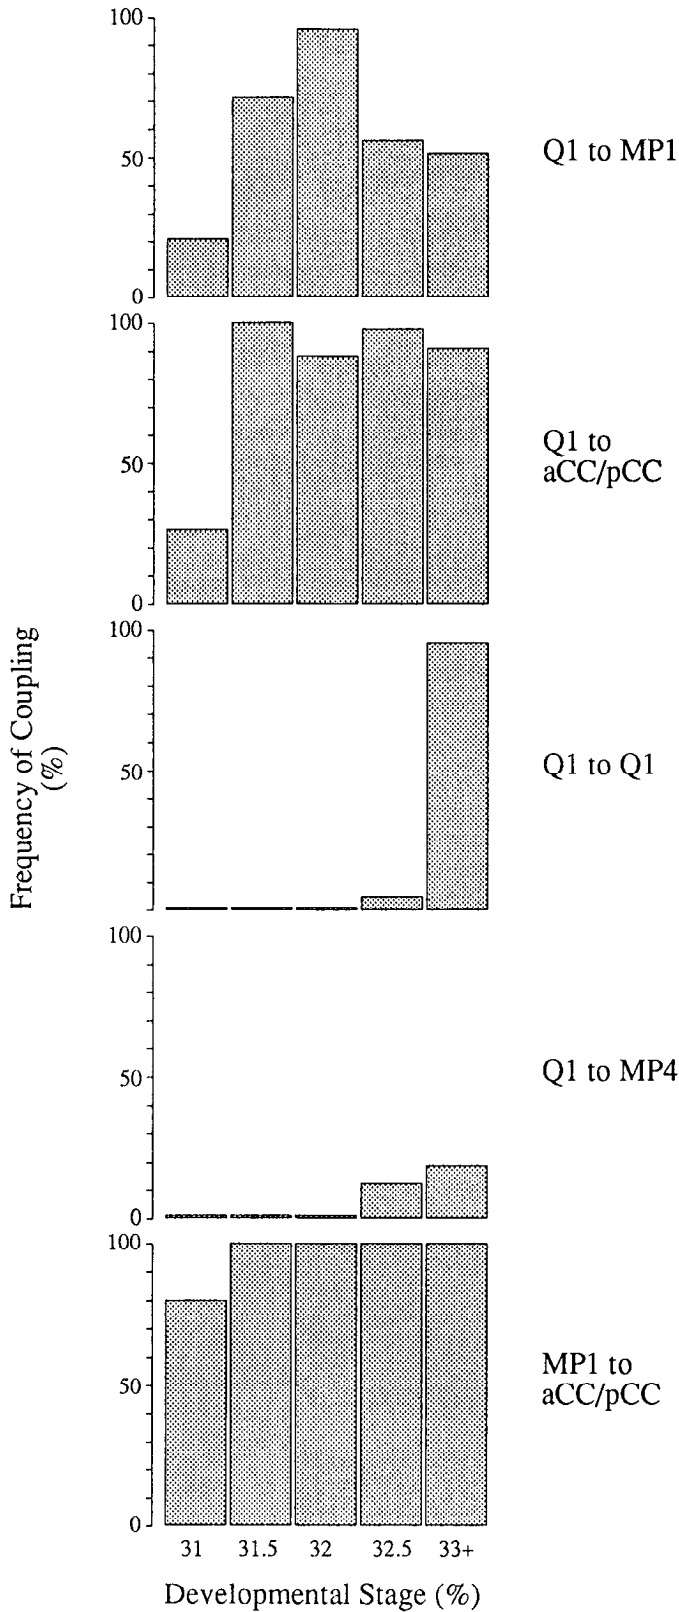 100
50
0
Q1 to MP1
100
50
0
Q1 to
aCC/pCC
100
50
Q1 to Q1
Frequency of Coupling
(%)
100
50
0
Q1 to MP4
100
50
0
MP1 to
aCC/pCC
31 31.5 32 32.5 33+
Developmental Stage (%)